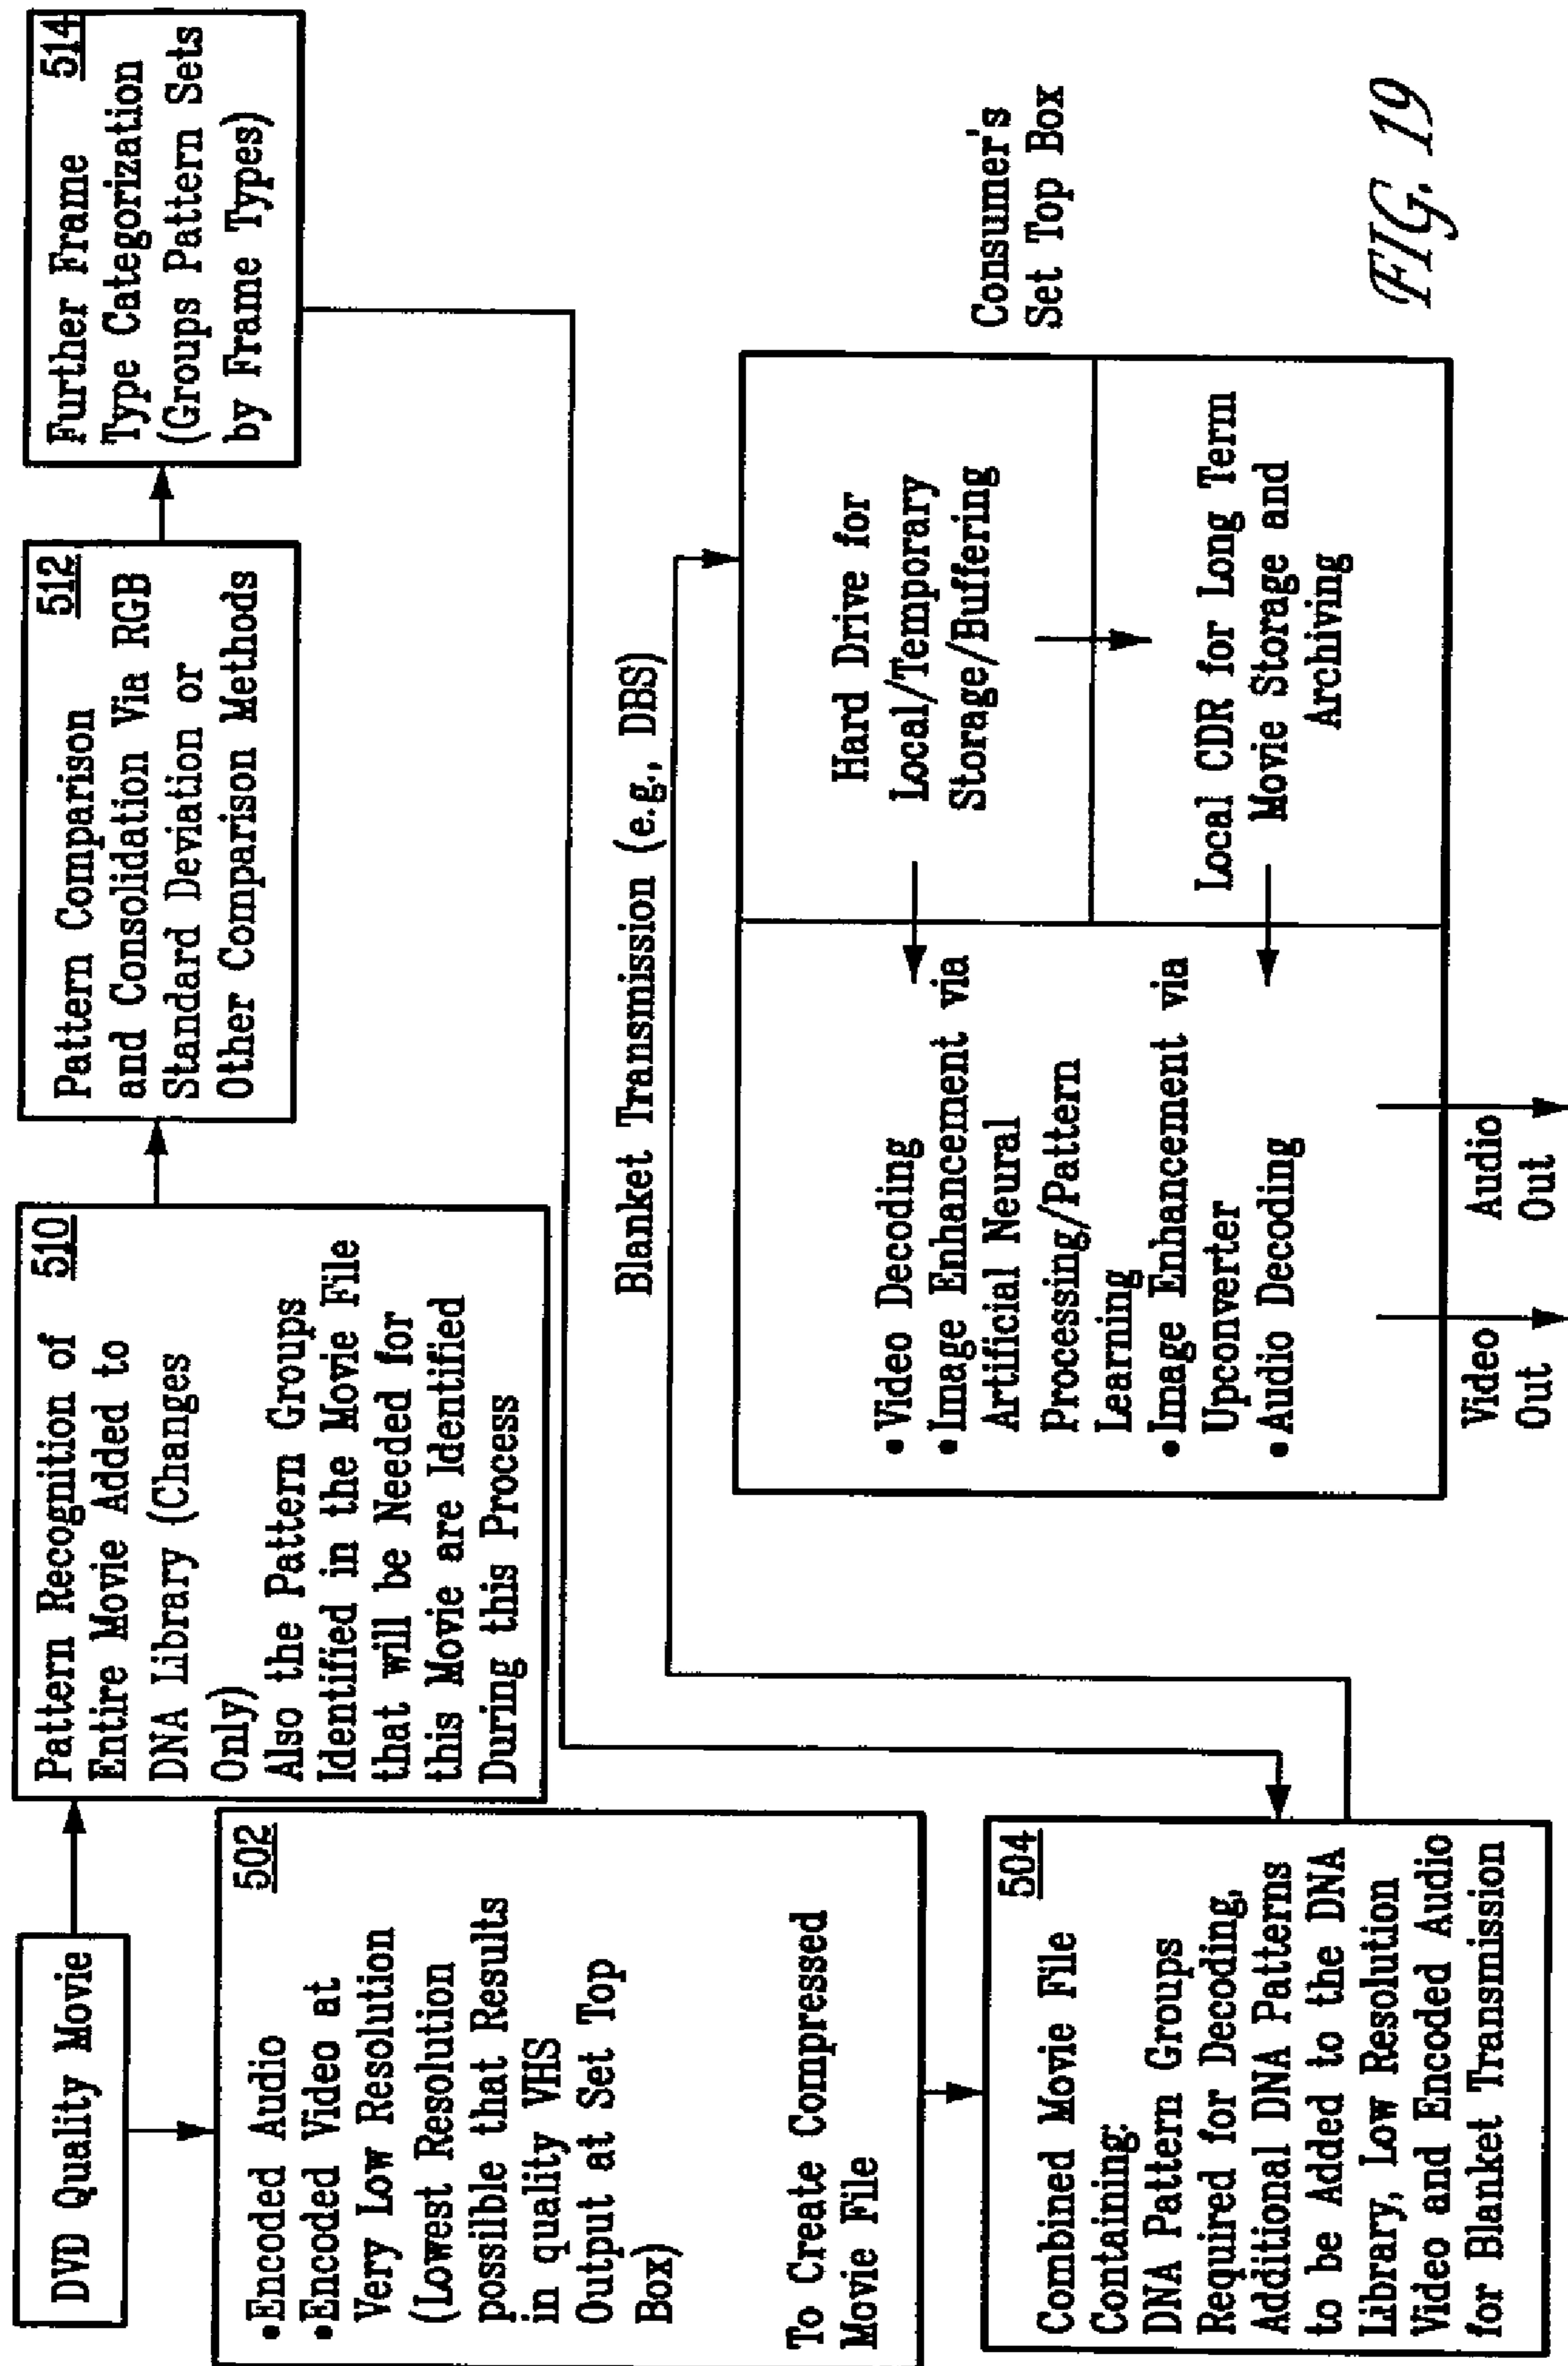 DVD Quality Movie
Pattern Recognition of 510
Entire Movie Added to
DNA Library (Changes
Only)
Also the Pattern Groups
Identified in the Movie File
that will be Needed for
this Movie are Identified
During this Process
Pattern Comparison 512
and Consolidation Via RGB
Standard Deviation or
Other Comparison Methods
Further Frame 514
Type Categorization
(Groups Pattern Sets
by Frame Types)
502
•Encoded Audio
•Encoded Video at
Very Low Resolution
(Lowest Resolution
possilble that Results
in quality VHS
Output at Set Top
Box)
To Create Compressed
Movie File
504
Combined Movie File
Containing:
DNA Pattern Groups
Required for Decoding,
Additional DNA Patterns
to be Added to the DNA
Library, Low Resolution
Video and Encoded Audio
for Blanket Transmission
Blanket Transmission (e.g., DBS)
•Video Decoding
•Image Enhancement via
Artificial Neural
Processing/Pattern
Learning
•Image Enhancement via
Upconverter
•Audio Decoding
Hard Drive for
Local/Temporary
Storage/Buffering
Local CDR for Long Term
Movie Storage and
Archiving
Consumer's
Set Top Box
Video
Out
Audio
Out
FIG. 19